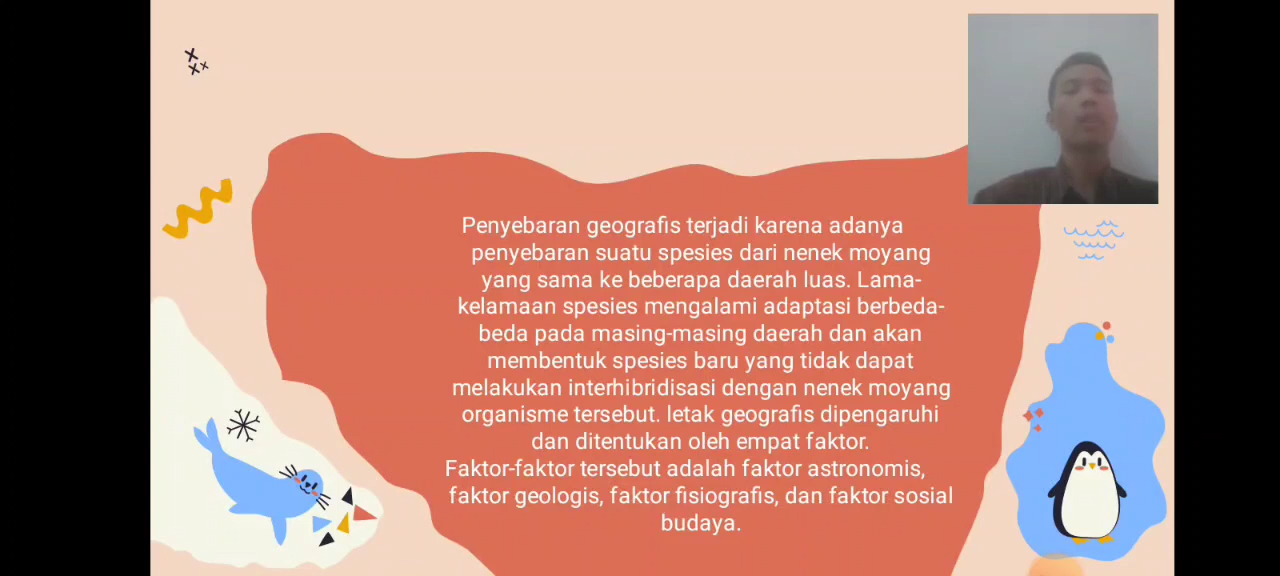 Penyebaran geografis terjadi karena adanya
penyebaran suatu spesies dari nenek moyang
yang sama ke beberapa daerah luas. Lama-
kelamaan spesies mengalami adaptasi berbeda-
beda pada masing-masing daerah dan akan
membentuk spesies baru yang tidak dapat
melakukan interhibridisasi dengan nenek moyang
organisme tersebut. letak geografis dipengaruhi
dan ditentukan oleh empat faktor.
Faktor-faktor tersebut adalah faktor astronomis,
faktor geologis, faktor fisiografis, dan faktor sosial
budaya.